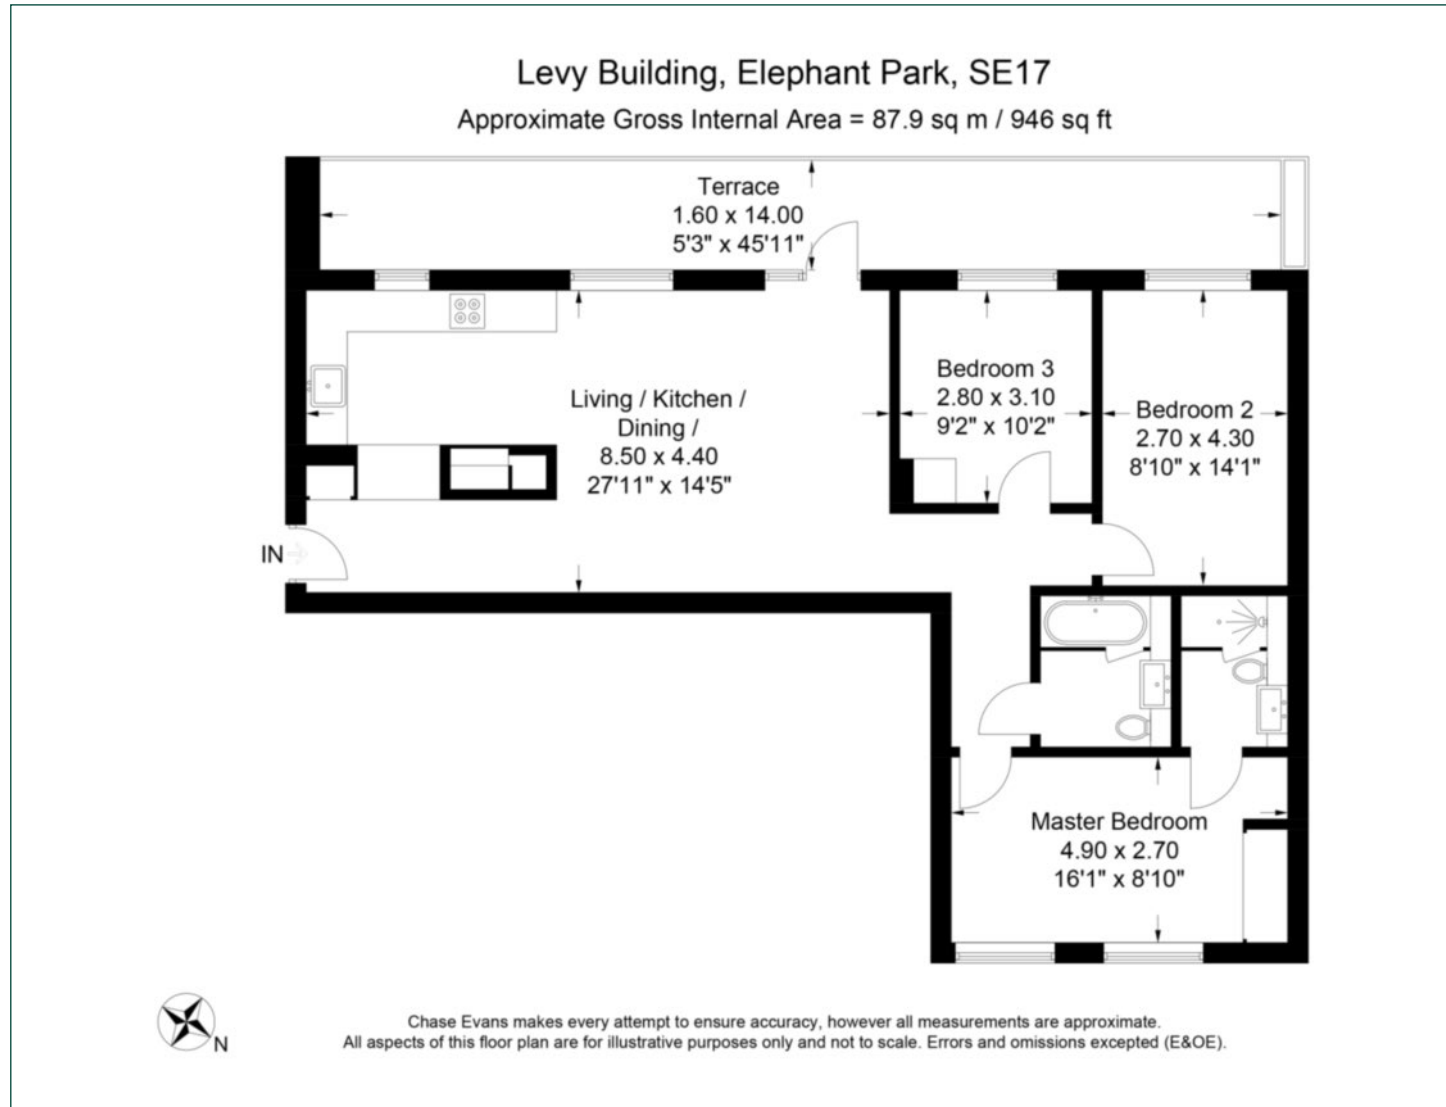 Levy Building, Elephant Park, SE17
Approximate Gross Internal Area = 87.9 sq m / 946 sq ft
Terrace
1.60 x 14.00
5'3" x 45'11"
Living / Kitchen /
Dining /
8.50 x 4.40
27'11" x 14'5"
Bedroom 3
2.80 x 3.10
9'2" x 10'2"
Bedroom 2
2.70 x 4.30
8'10" x 14'1"
IN
Master Bedroom
4.90 x 2.70
16'1" x 8'10"
N
Chase Evans makes every attempt to ensure accuracy, however all measurements are approximate.
All aspects of this floor plan are for illustrative purposes only and not to scale. Errors and omissions excepted (E&OE).